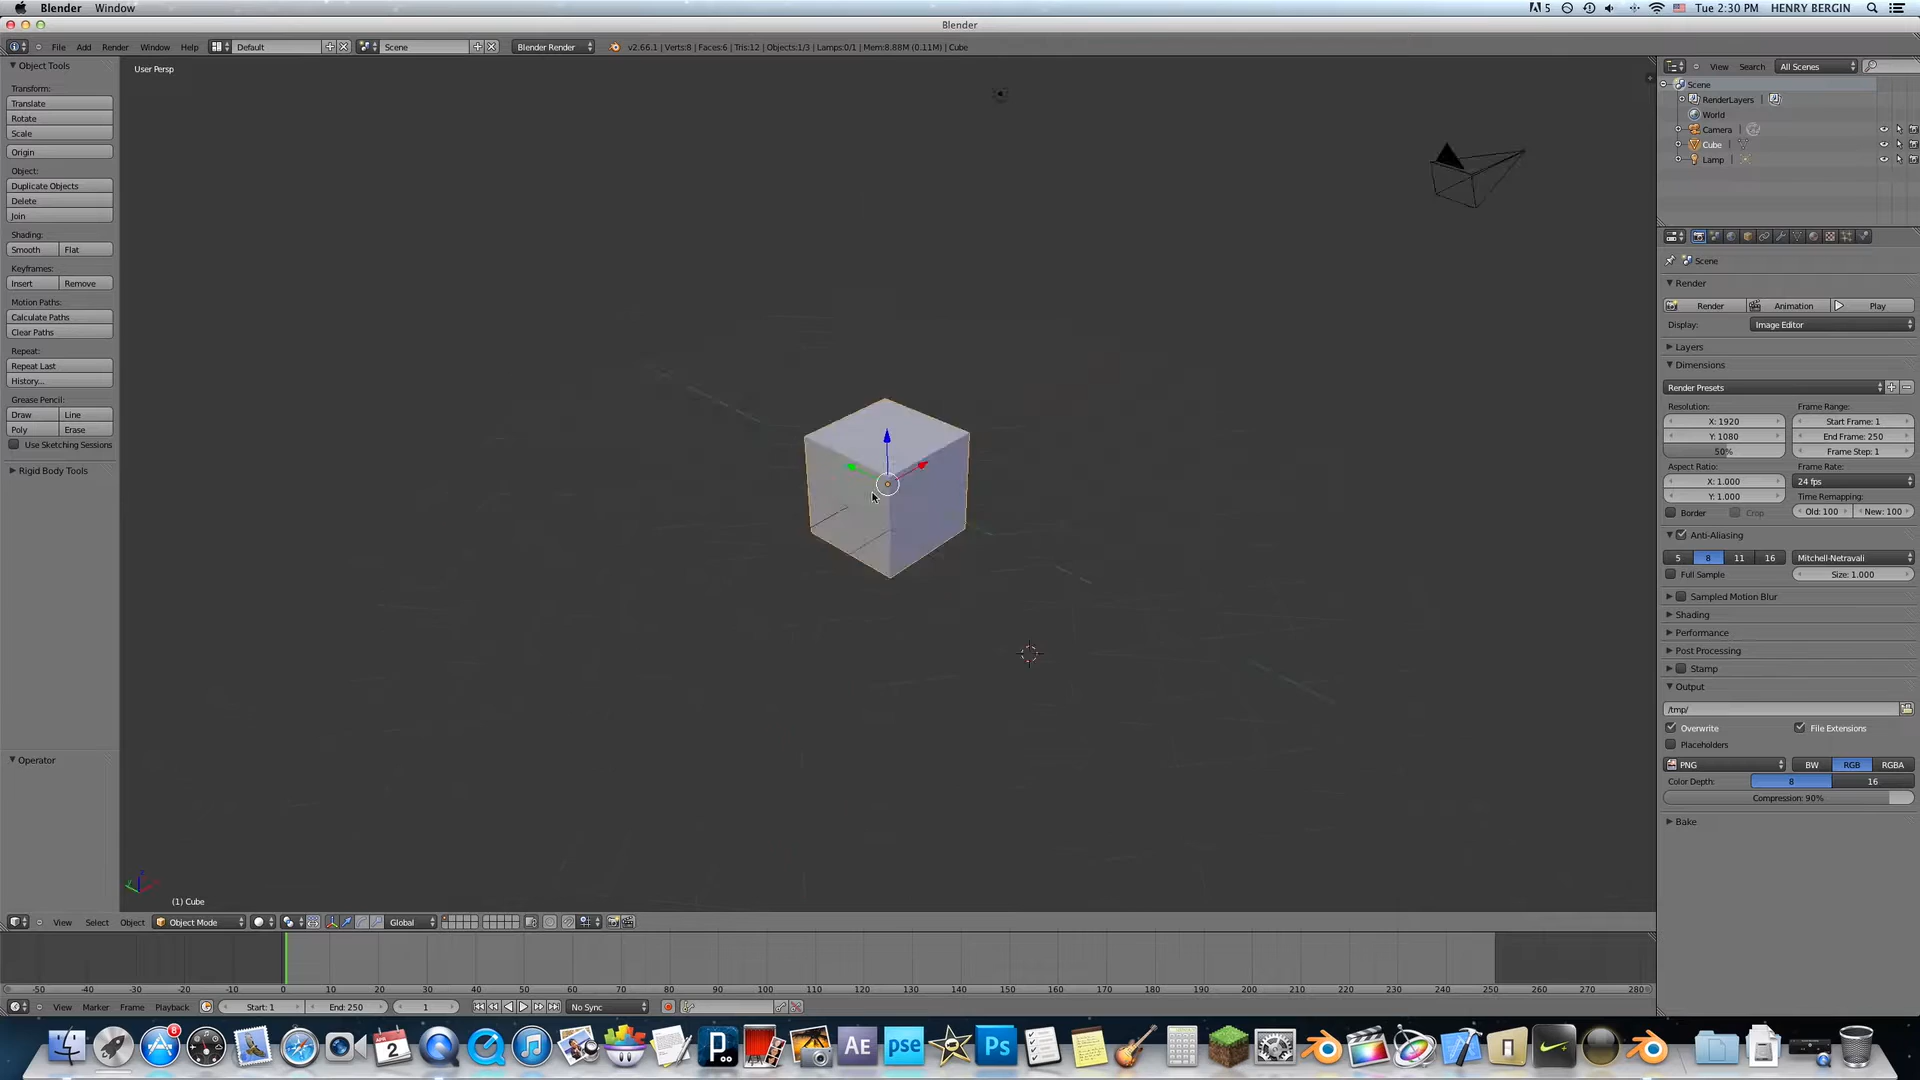 Blender Window
5 Tue 2:30 PM HENRY BERGIN
Blender
File Add Render Window Help Default Scene Blender Render v2.66.1 | Verts:8 | Faces:6 | Tris:12 | Objects:1/3 | Lamps:0/1 | Mem:8.88M (0.11M) | Cube
Object Tools
Transform:
Translate
Rotate
Scale
Origin
Object:
Duplicate Objects
Delete
Join
Shading:
Smooth Flat
Keyframes:
Insert Remove
Motion Paths:
Calculate Paths
Clear Paths
Repeat:
Repeat Last
History...
Grease Pencil:
Draw Line
Poly Erase
Use Sketching Sessions
Rigid Body Tools
Operator
User Persp
(1) Cube
View Search All Scenes
Scene
RenderLayers
World
Camera
Cube
Lamp
Scene
Render
Render Animation Play
Display: Image Editor
Layers
Dimensions
Render Presets
Resolution: Frame Range:
X: 1920 Start Frame: 1
Y: 1080 End Frame: 250
50% Frame Step: 1
Aspect Ratio: Frame Rate:
X: 1.000 24 fps
Y: 1.000 Time Remapping:
Border Crop Old: 100 New: 100
Anti-Aliasing
5 8 11 16 Mitchell-Netravali
Full Sample Size: 1.000
Sampled Motion Blur
Shading
Performance
Post Processing
Stamp
Output
/tmp/
Overwrite File Extensions
Placeholders
PNG BW RGB RGBA
Color Depth: 8 16
Compression: 90%
Bake
View Select Object Object Mode Global
-50 -40 -30 -20 -10 0 10 20 30 40 50 60 70 80 90 100 110 120 130 140 150 160 170 180 190 200 210 220 230 240 250 260 270 280
View Marker Frame Playback Start: 1 End: 250 1 No Sync
8 2 P. AE pse Ps